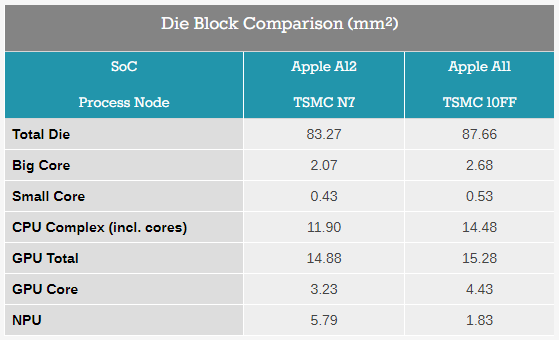 Die Block Comparison (mm²)
SoC Apple A12 Apple A11
Process Node TSMC N7 TSMC 10FF
Total Die 83.27 87.66
Big Core 2.07 2.68
Small Core 0.43 0.53
CPU Complex (incl. cores) 11.90 14.48
GPU Total 14.88 15.28
GPU Core 3.23 4.43
NPU 5.79 1.83